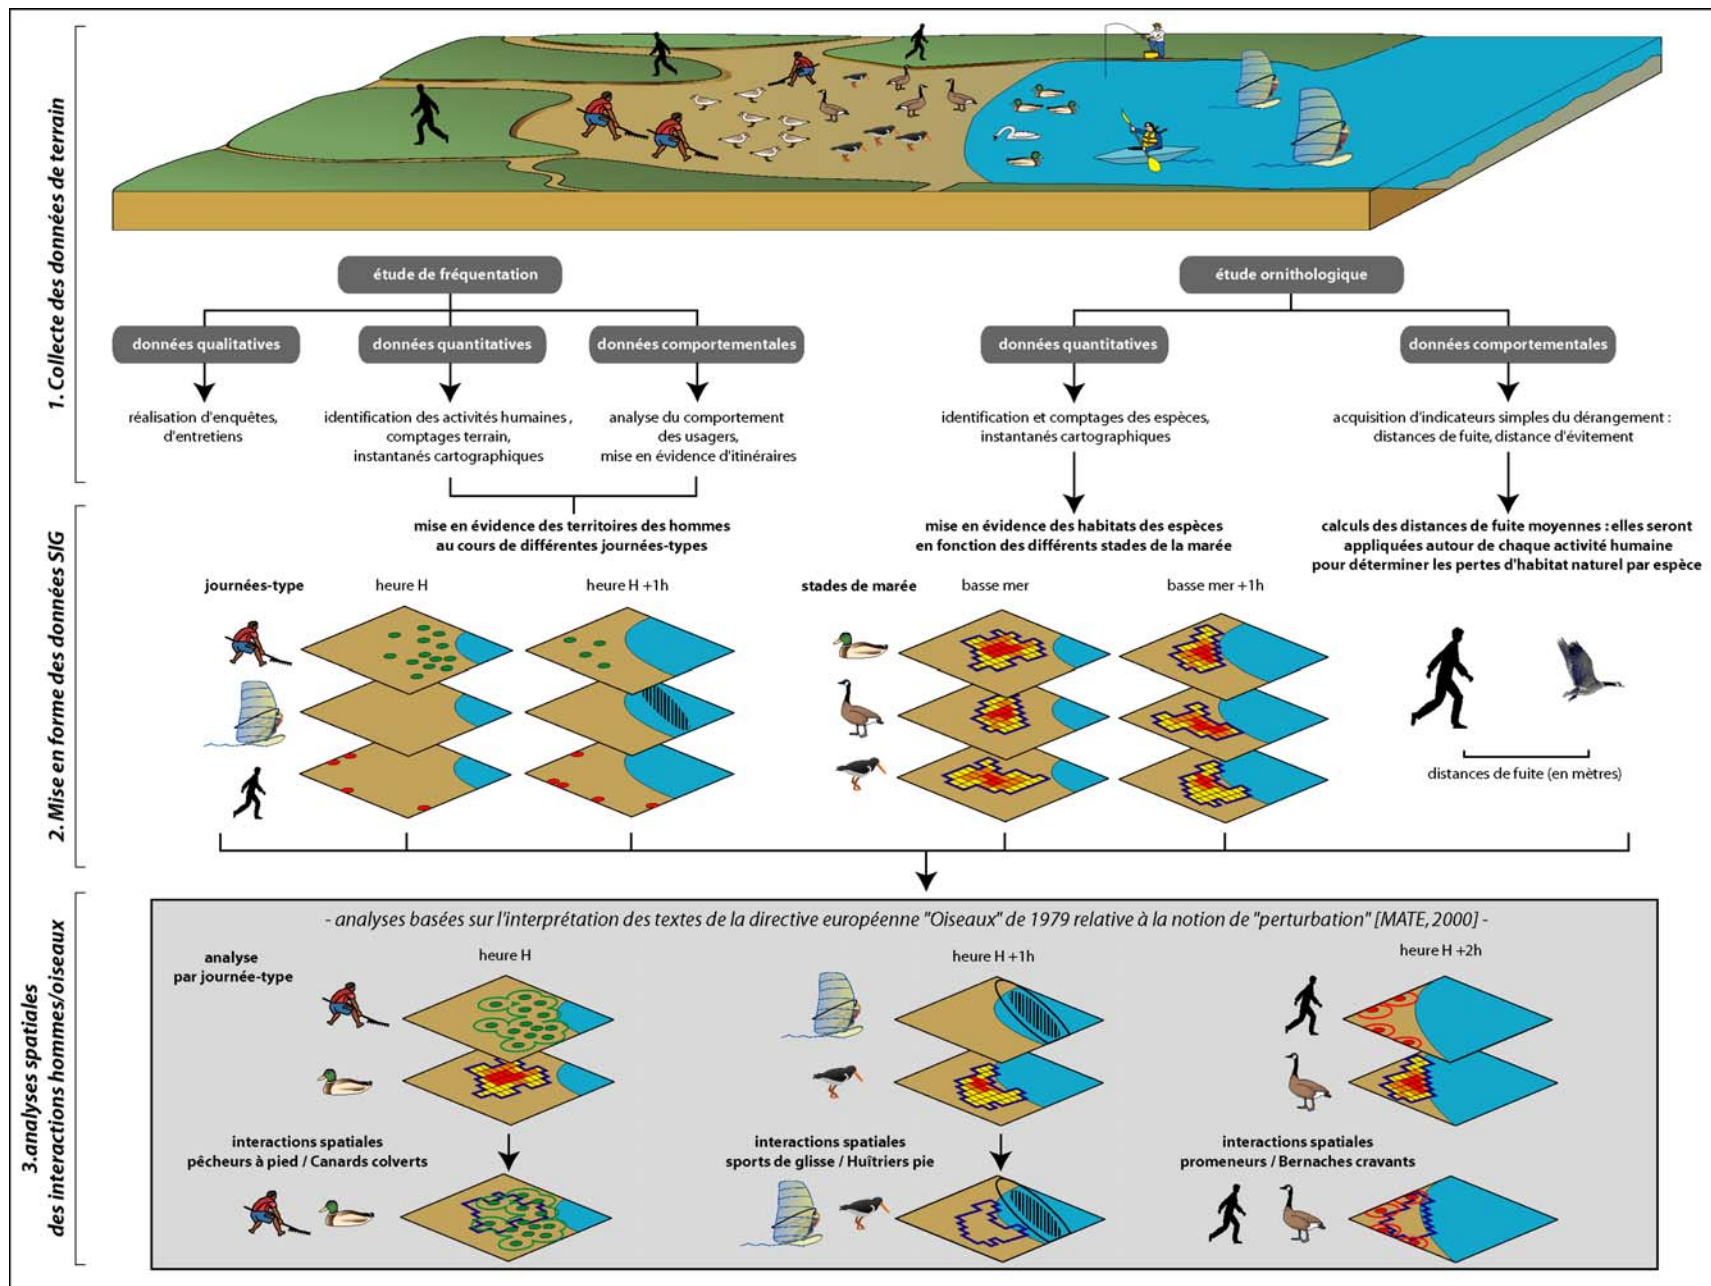 1. Collecte des données de terrain
étude de fréquentation
étude ornithologique
données qualitatives
données quantitatives
données comportementales
données quantitatives
données comportementales
réalisation d'enquêtes,
d'entretiens
identification des activités humaines ,
comptages terrain,
instantanés cartographiques
analyse du comportement
des usagers,
mise en évidence d'itinéraires
identification et comptages des espèces,
instantanés cartographiques
acquisition d'indicateurs simples du dérangement :
distances de fuite, distance d'évitement
2. Mise en forme des données SIG
mise en évidence des territoires des hommes
au cours de différentes journées-types
mise en évidence des habitats des espèces
en fonction des différents stades de la marée
calculs des distances de fuite moyennes : elles seront
appliquées autour de chaque activité humaine
pour déterminer les pertes d'habitat naturel par espèce
journées-type
heure H
heure H +1h
stades de marée
basse mer
basse mer +1h
distances de fuite (en mètres)
3.analyses spatiales
des interactions hommes/oiseaux
- analyses basées sur l'interprétation des textes de la directive européenne "Oiseaux" de 1979 relative à la notion de "perturbation" [MATE, 2000] -
analyse
par journée-type
heure H
heure H +1h
heure H +2h
interactions spatiales
pêcheurs à pied / Canards colverts
interactions spatiales
sports de glisse / Huîtriers pie
interactions spatiales
promeneurs / Bernaches cravants